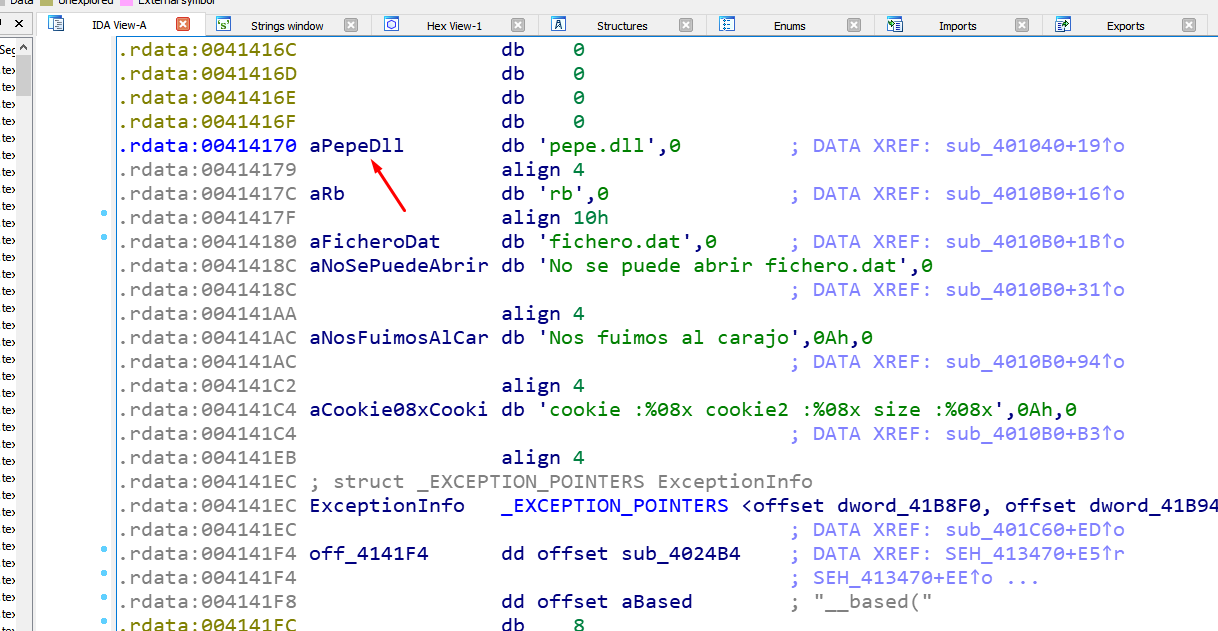 Data Unexplored External symbol
IDA View-A Strings window Hex View-1 Structures Enums Imports Exports
.rdata:0041416C db 0
.rdata:0041416D db 0
.rdata:0041416E db 0
.rdata:0041416F db 0
.rdata:00414170 aPepeDll db 'pepe.dll',0 ; DATA XREF: sub_401040+19↑o
.rdata:00414179 align 4
.rdata:0041417C aRb db 'rb',0 ; DATA XREF: sub_4010B0+16↑o
.rdata:0041417F align 10h
.rdata:00414180 aFicheroDat db 'fichero.dat',0 ; DATA XREF: sub_4010B0+1B↑o
.rdata:0041418C aNoSePuedeAbrir db 'No se puede abrir fichero.dat',0
.rdata:0041418C ; DATA XREF: sub_4010B0+31↑o
.rdata:004141AA align 4
.rdata:004141AC aNosFuimosAlCar db 'Nos fuimos al carajo',0Ah,0
.rdata:004141AC ; DATA XREF: sub_4010B0+94↑o
.rdata:004141C2 align 4
.rdata:004141C4 aCookie08xCooki db 'cookie :%08x cookie2 :%08x size :%08x',0Ah,0
.rdata:004141C4 ; DATA XREF: sub_4010B0+B3↑o
.rdata:004141EB align 4
.rdata:004141EC ; struct _EXCEPTION_POINTERS ExceptionInfo
.rdata:004141EC ExceptionInfo _EXCEPTION_POINTERS <offset dword_41B8F0, offset dword_41B94
.rdata:004141EC ; DATA XREF: sub_401C60+ED↑o
.rdata:004141F4 off_4141F4 dd offset sub_4024B4 ; DATA XREF: SEH_413470+E5↑r
.rdata:004141F4 ; SEH_413470+EE↑o ...
.rdata:004141F8 dd offset aBased ; "__based("
.rdata:004141FC db 8